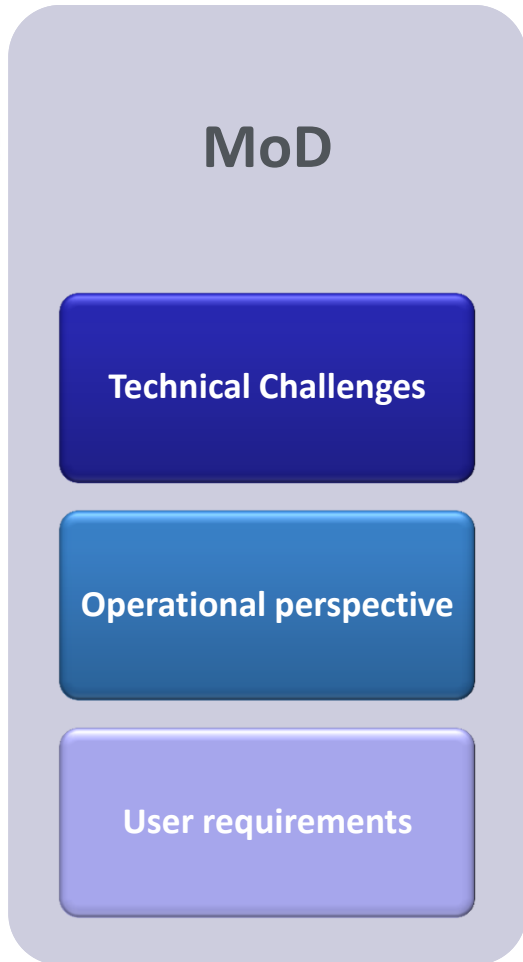 MoD
Technical Challenges
Operational perspective
User requirements